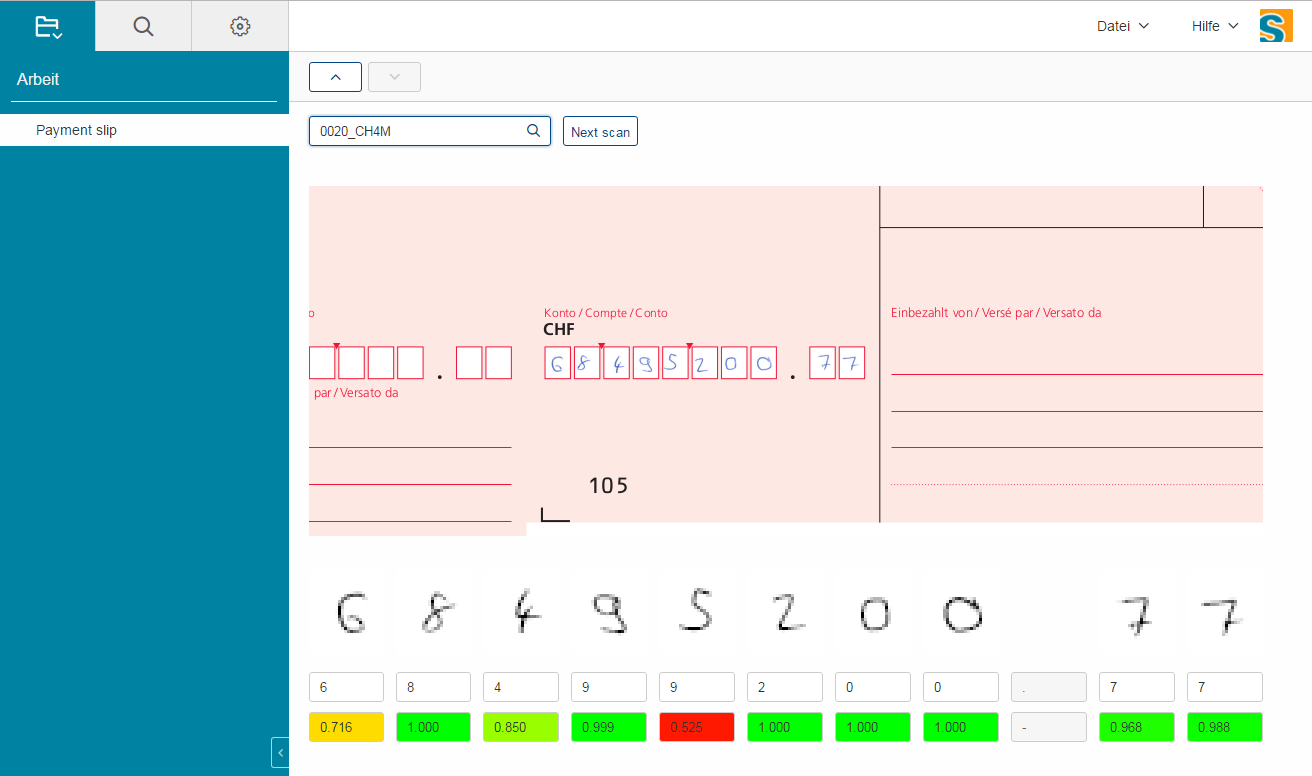 Datei Hilfe S
Arbeit
Payment slip
0020_CH4M Next scan
o
Konto / Compte / Conto
CHF
Einbezahlt von / Versé par / Versato da
. 6 8 4 9 5 2 0 0 . 7 7
par / Versato da
105
6 8 4 9 5 2 0 0 7 7
6 8 4 9 9 2 0 0 . 7 7
0.716 1.000 0.850 0.999 0.525 1.000 1.000 1.000 - 0.968 0.988